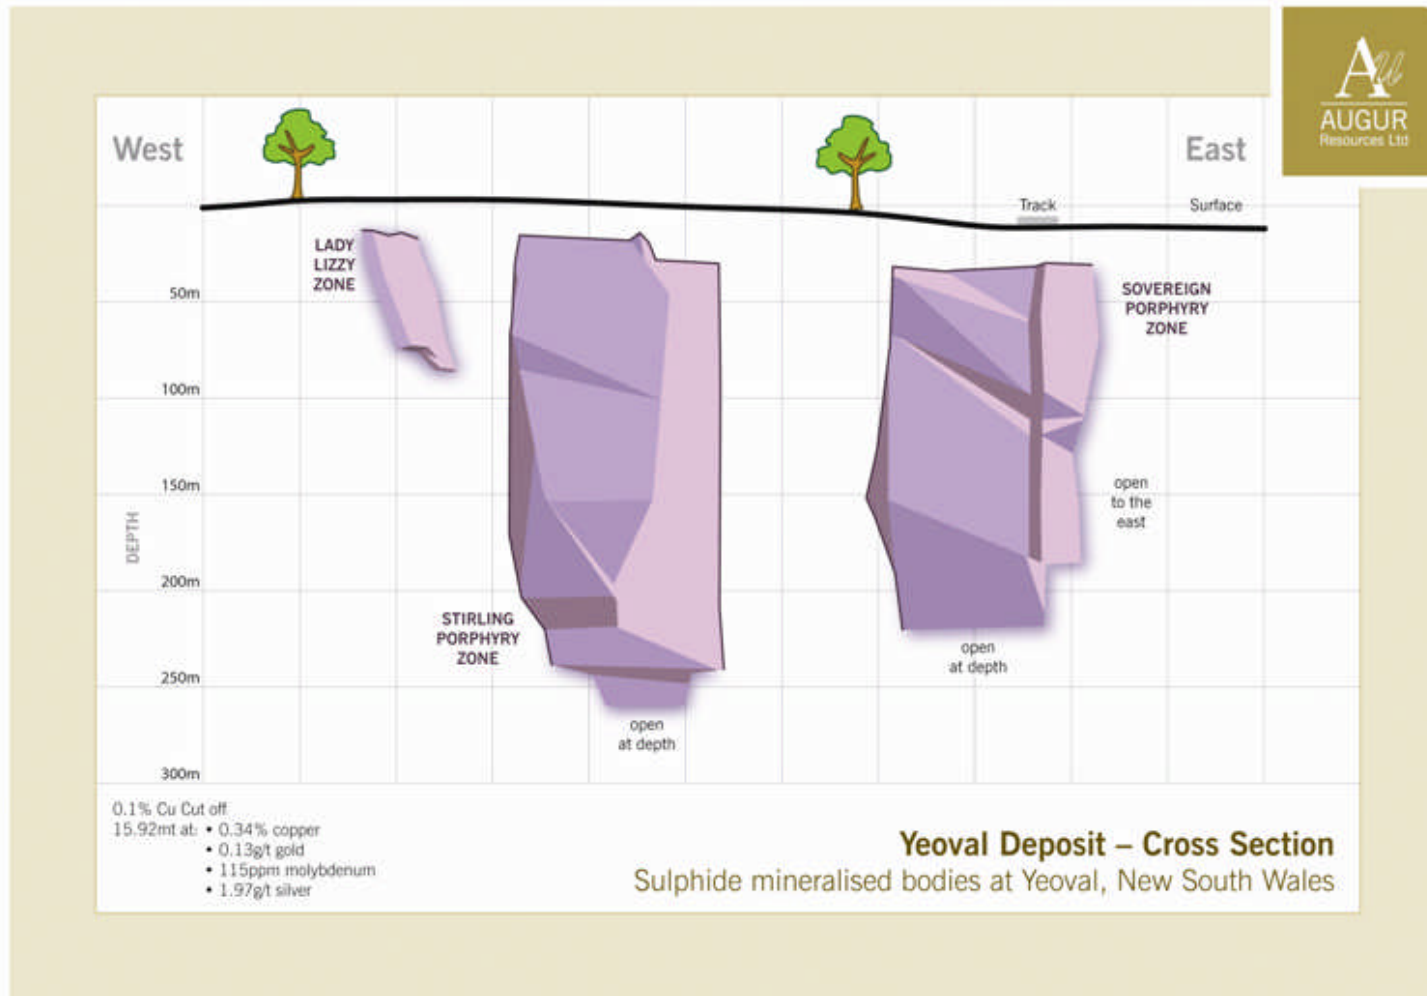 AUGUR
Resources Ltd
West
East
Track
Surface
LADY
LIZZY
ZONE
50m
SOVEREIGN
PORPHYRY
ZONE
100m
150m
open
to the
east
DEPTH
200m
STIRLING
PORPHYRY
ZONE
open
at depth
250m
open
at depth
300m
0.1% Cu Cut off
15.92mt at: • 0.34% copper
• 0.13g/t gold
• 115ppm molybdenum
• 1.97g/t silver
Yeoval Deposit – Cross Section
Sulphide mineralised bodies at Yeoval, New South Wales